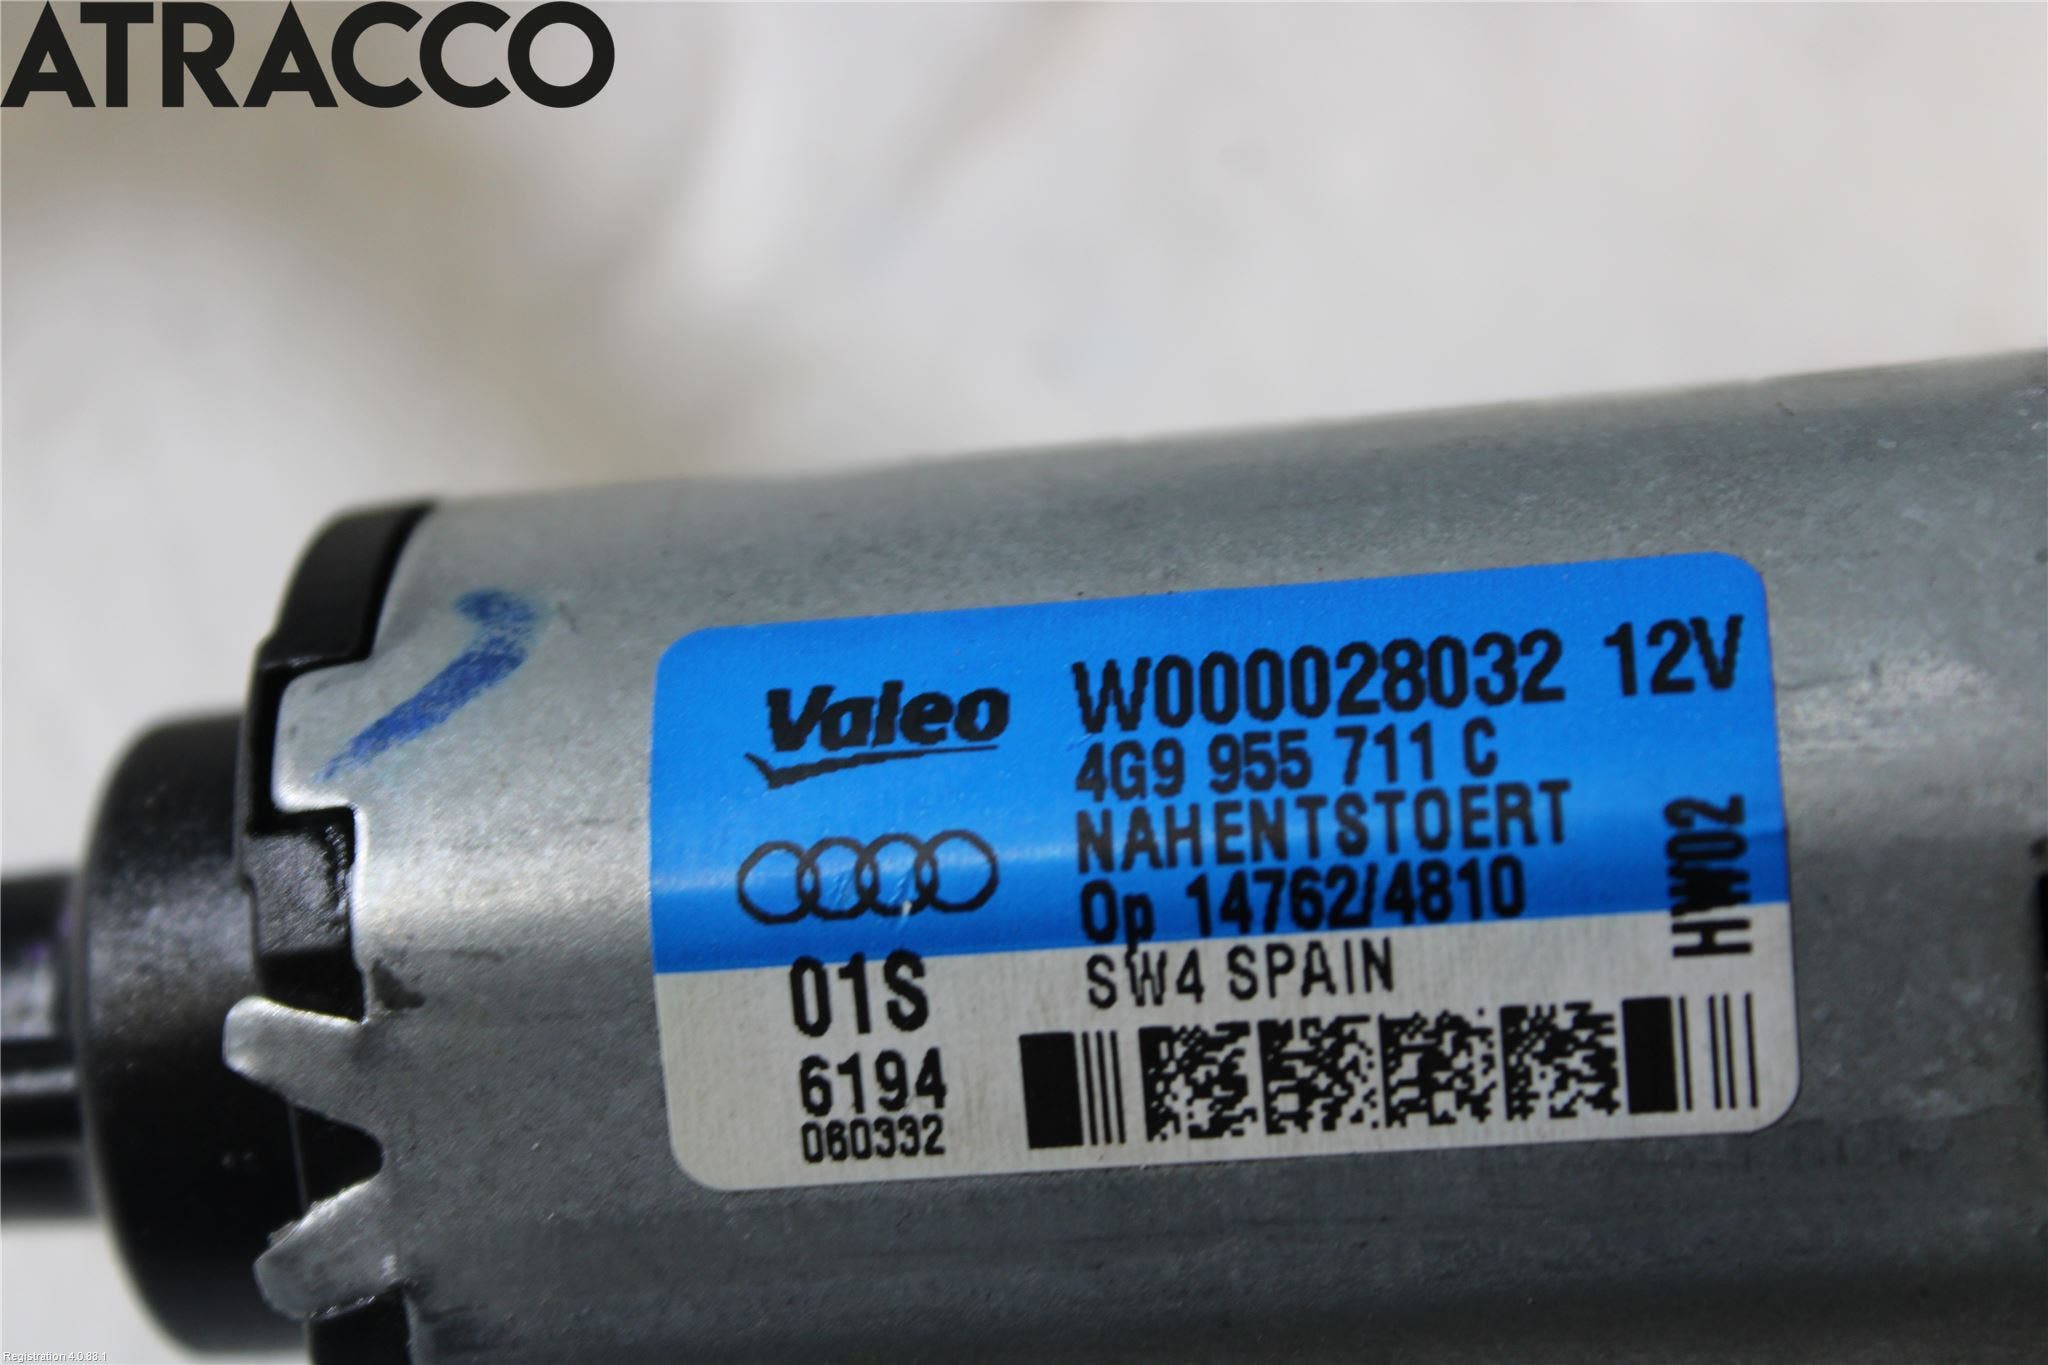 ATRACCO
Valeo W000028032 12V
4G9 955 711 C
NAHENTSTOERT
Op 14762/4810
HW02
01S SW4 SPAIN
6194
060332
Registration 4.0.88.1